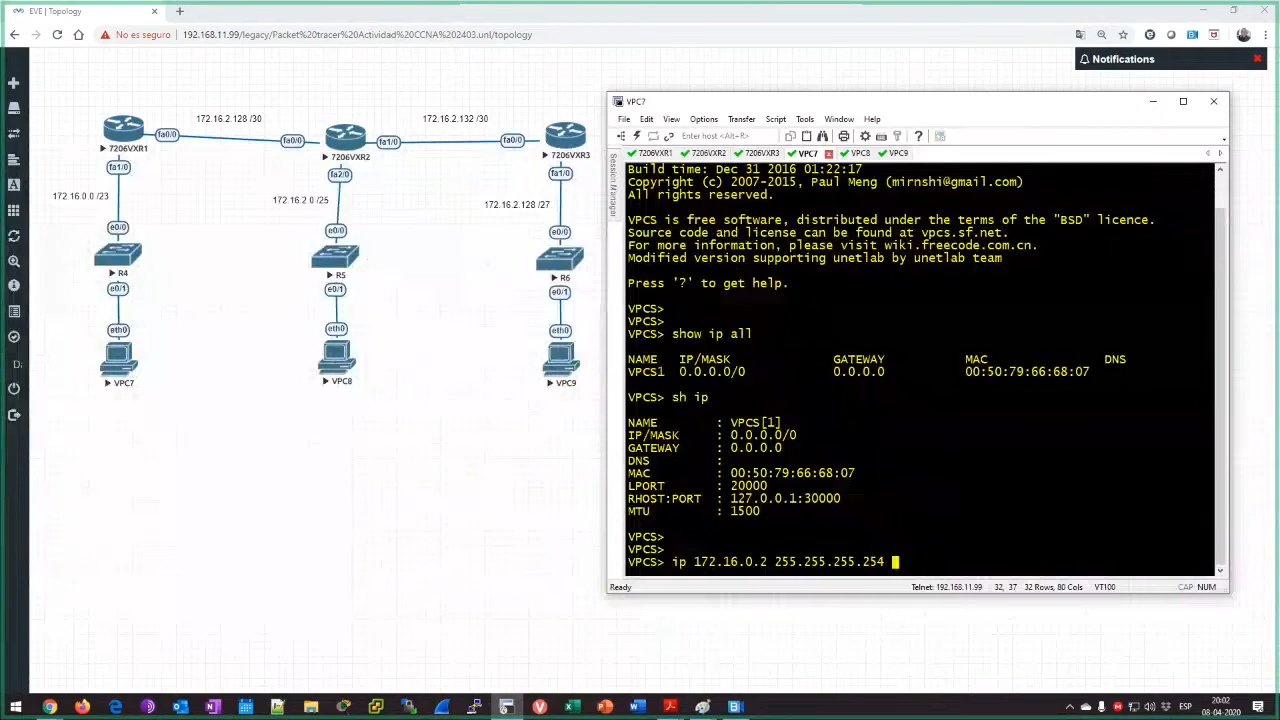 EVE | Topology
No es seguro
192.168.11.99/legacy/Packet%20tracer%20Actividad%20CCNA%202403.unl/topology
Notifications
172.16.2.128 /30
172.16.2.132 /30
fa0/0
fa0/0
fa1/0
fa0/0
7206VXR1
7206VXR2
7206VXR3
fa1/0
fa2/0
fa1/0
172.16.0 0 /23
172.16.2 0 /25
172.16.2.128 /27
e0/0
e0/0
e0/0
R4
R5
R6
e0/1
e0/1
e0/1
eth0
eth0
eth0
VPC7
VPC8
VPC9
VPC7
File Edit View Options Transfer Script Tools Window Help
Enter host <Alt+R>
7206VXR1 7206VXR2 7206VXR3 VPC7 VPC8 VPC9
Session Manager
Build time: Dec 31 2016 01:22:17
Copyright (c) 2007-2015, Paul Meng (mirnshi@gmail.com)
All rights reserved.
VPCS is free software, distributed under the terms of the "BSD" licence.
Source code and license can be found at vpcs.sf.net.
For more information, please visit wiki.freecode.com.cn.
Modified version supporting unetlab by unetlab team
Press '?' to get help.
VPCS>
VPCS>
VPCS> show ip all
NAME IP/MASK GATEWAY MAC DNS
VPCS1 0.0.0.0/0 0.0.0.0 00:50:79:66:68:07
VPCS> sh ip
NAME : VPCS[1]
IP/MASK : 0.0.0.0/0
GATEWAY : 0.0.0.0
DNS :
MAC : 00:50:79:66:68:07
LPORT : 20000
RHOST:PORT : 127.0.0.1:30000
MTU : 1500
VPCS>
VPCS>
VPCS> ip 172.16.0.2 255.255.255.254
Ready
Telnet: 192.168.11.99 32, 37 32 Rows, 80 Cols VT100 CAP NUM
ESP
20:02
08-04-2020